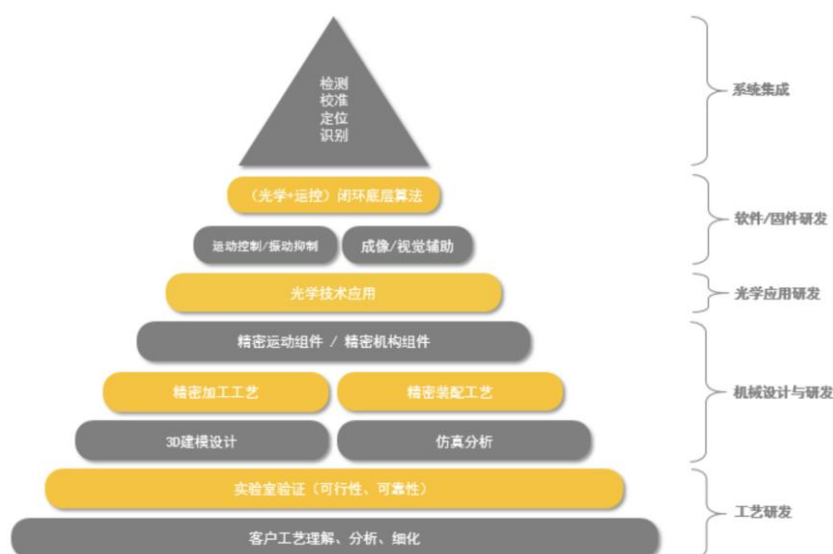 检测
校准
定位
识别
系统集成
（光学+运控）闭环底层算法
运动控制/振动抑制
成像/视觉辅助
软件/固件研发
光学技术应用
光学应用研发
精密运动组件 / 精密机构组件
精密加工工艺
精密装配工艺
机械设计与研发
3D建模设计
仿真分析
实验室验证（可行性、可靠性）
工艺研发
客户工艺理解、分析、细化